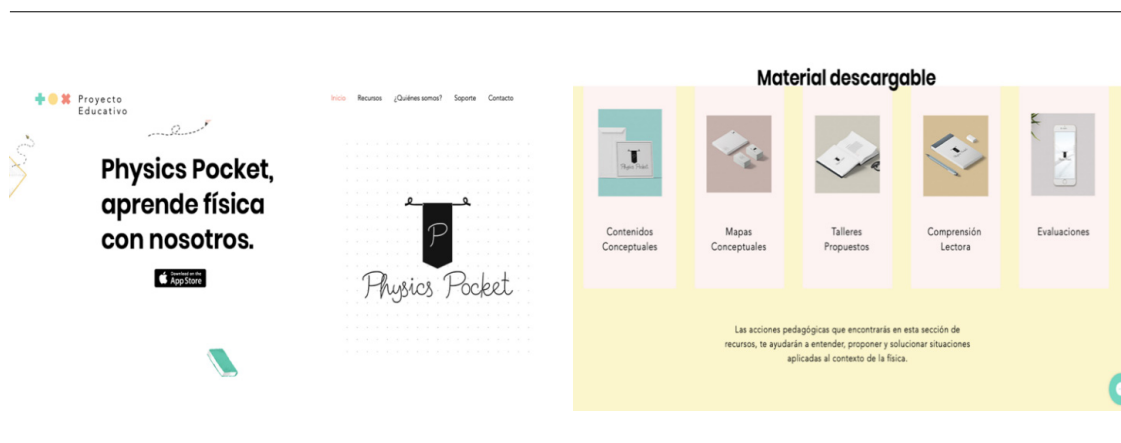 Proyecto
Educativo
Inicio Recursos ¿Quiénes somos? Soporte Contacto
Physics Pocket,
aprende física
con nosotros.
Download on the
App Store
P
Physics Pocket
Material descargable
Physics Pocket
Contenidos
Conceptuales
Mapas
Conceptuales
Talleres
Propuestos
Comprensión
Lectora
Evaluaciones
Las acciones pedagógicas que encontrarás en esta sección de
recursos, te ayudarán a entender, proponer y solucionar situaciones
aplicadas al contexto de la física.